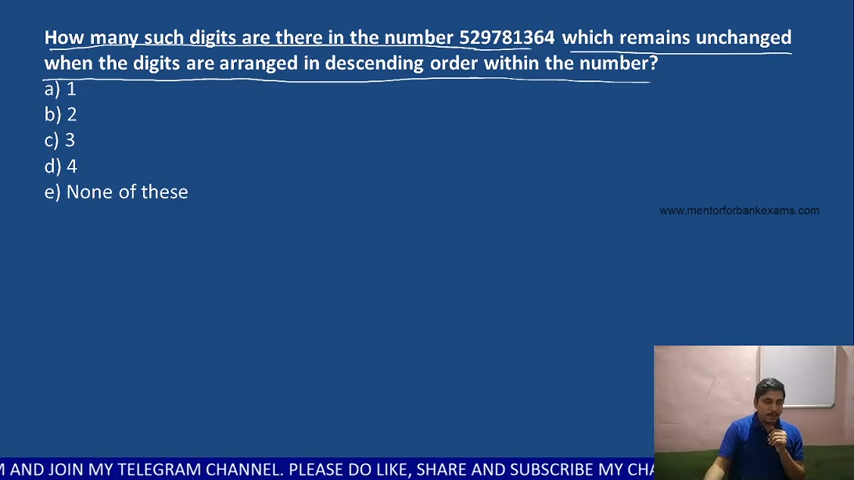 How many such digits are there in the number 529781364 which remains unchanged
when the digits are arranged in descending order within the number?
a) 1
b) 2
c) 3
d) 4
e) None of these
www.mentorforbankexams.com
M AND JOIN MY TELEGRAM CHANNEL. PLEASE DO LIKE, SHARE AND SUBSCRIBE MY CHA